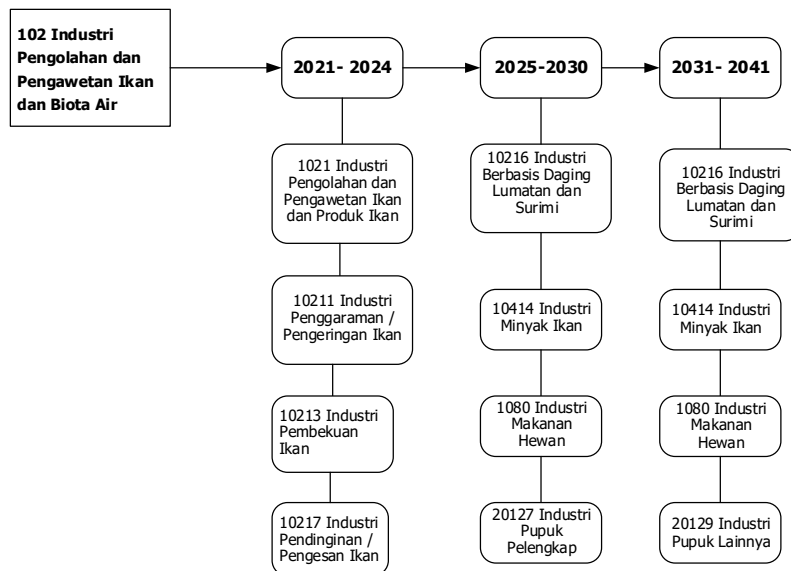 102 Industri
Pengolahan dan
Pengawetan Ikan
dan Biota Air
2021- 2024
2025-2030
2031- 2041
1021 Industri
Pengolahan dan
Pengawetan Ikan
dan Produk Ikan
10211 Industri
Penggaraman /
Pengeringan Ikan
10213 Industri
Pembekuan
Ikan
10217 Industri
Pendinginan /
Pengesan Ikan
10216 Industri
Berbasis Daging
Lumatan dan
Surimi
10414 Industri
Minyak Ikan
1080 Industri
Makanan
Hewan
20127 Industri
Pupuk
Pelengkap
10216 Industri
Berbasis Daging
Lumatan dan
Surimi
10414 Industri
Minyak Ikan
1080 Industri
Makanan
Hewan
20129 Industri
Pupuk Lainnya